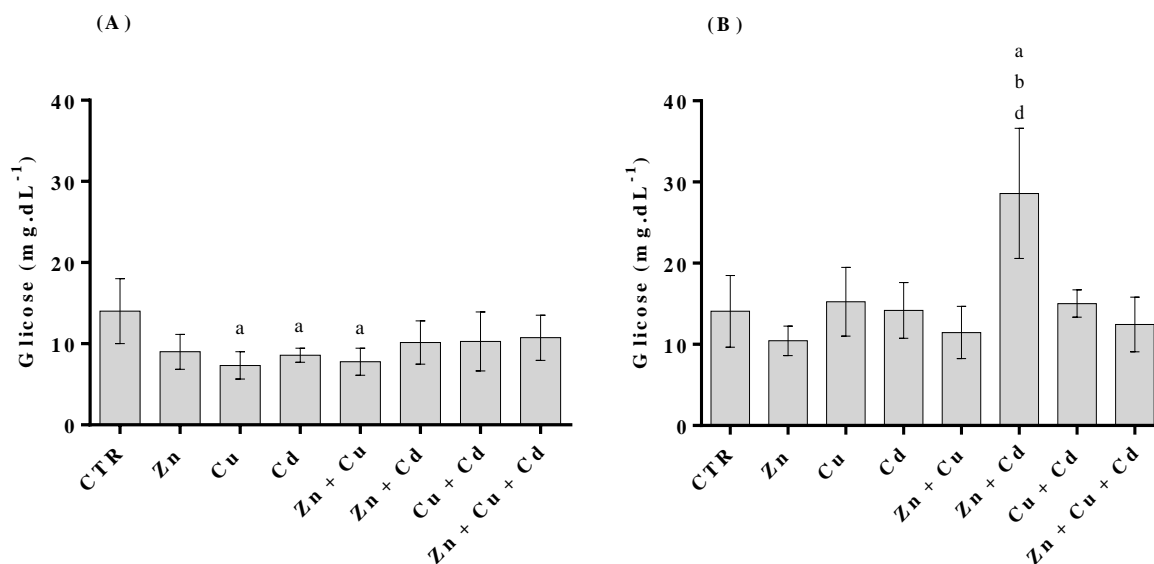 (A)
Glicose (mg.dL-1)
40
30
20
10
0
a
a
a
CTR
Zn
Cu
Cd
Zn + Cu
Zn + Cd
Cu + Cd
Zn + Cu + Cd
(B)
Glicose (mg.dL-1)
40
30
20
10
0
a
b
d
CTR
Zn
Cu
Cd
Zn + Cu
Zn + Cd
Cu + Cd
Zn + Cu + Cd